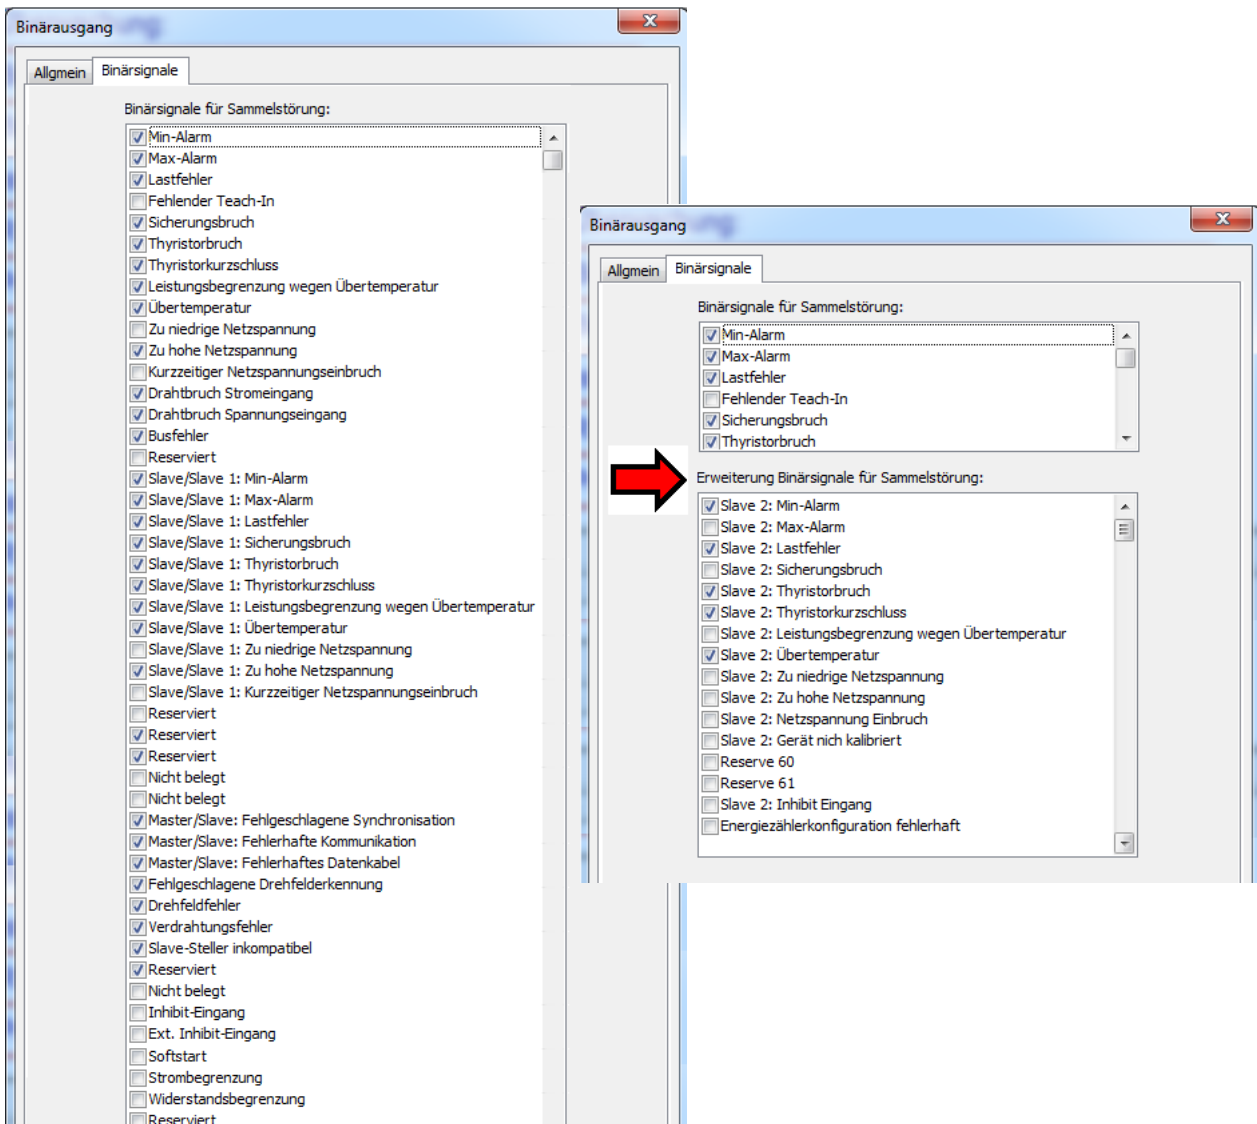 Binärausgang
Allgmein
Binärsignale
Binärsignale für Sammelstörung:
Min-Alarm
Max-Alarm
Lastfehler
Fehlender Teach-In
Sicherungsbruch
Thyristorbruch
Thyristorkurzschluss
Leistungsbegrenzung wegen Übertemperatur
Übertemperatur
Zu niedrige Netzspannung
Zu hohe Netzspannung
Kurzzeitiger Netzspannungseinbruch
Drahtbruch Stromeingang
Drahtbruch Spannungseingang
Busfehler
Reserviert
Slave/Slave 1: Min-Alarm
Slave/Slave 1: Max-Alarm
Slave/Slave 1: Lastfehler
Slave/Slave 1: Sicherungsbruch
Slave/Slave 1: Thyristorbruch
Slave/Slave 1: Thyristorkurzschluss
Slave/Slave 1: Leistungsbegrenzung wegen Übertemperatur
Slave/Slave 1: Übertemperatur
Slave/Slave 1: Zu niedrige Netzspannung
Slave/Slave 1: Zu hohe Netzspannung
Slave/Slave 1: Kurzzeitiger Netzspannungseinbruch
Reserviert
Reserviert
Reserviert
Nicht belegt
Nicht belegt
Master/Slave: Fehlgeschlagene Synchronisation
Master/Slave: Fehlerhafte Kommunikation
Master/Slave: Fehlerhaftes Datenkabel
Fehlgeschlagene Drehfelderkennung
Drehfeldfehler
Verdrahtungsfehler
Slave-Steller inkompatibel
Reserviert
Nicht belegt
Inhibit-Eingang
Ext. Inhibit-Eingang
Softstart
Strombegrenzung
Widerstandsbegrenzung
Reserviert
Binärausgang
Allgmein
Binärsignale
Binärsignale für Sammelstörung:
Min-Alarm
Max-Alarm
Lastfehler
Fehlender Teach-In
Sicherungsbruch
Thyristorbruch
Erweiterung Binärsignale für Sammelstörung:
Slave 2: Min-Alarm
Slave 2: Max-Alarm
Slave 2: Lastfehler
Slave 2: Sicherungsbruch
Slave 2: Thyristorbruch
Slave 2: Thyristorkurzschluss
Slave 2: Leistungsbegrenzung wegen Übertemperatur
Slave 2: Übertemperatur
Slave 2: Zu niedrige Netzspannung
Slave 2: Zu hohe Netzspannung
Slave 2: Netzspannung Einbruch
Slave 2: Gerät nich kalibriert
Reserve 60
Reserve 61
Slave 2: Inhibit Eingang
Energiezählerkonfiguration fehlerhaft